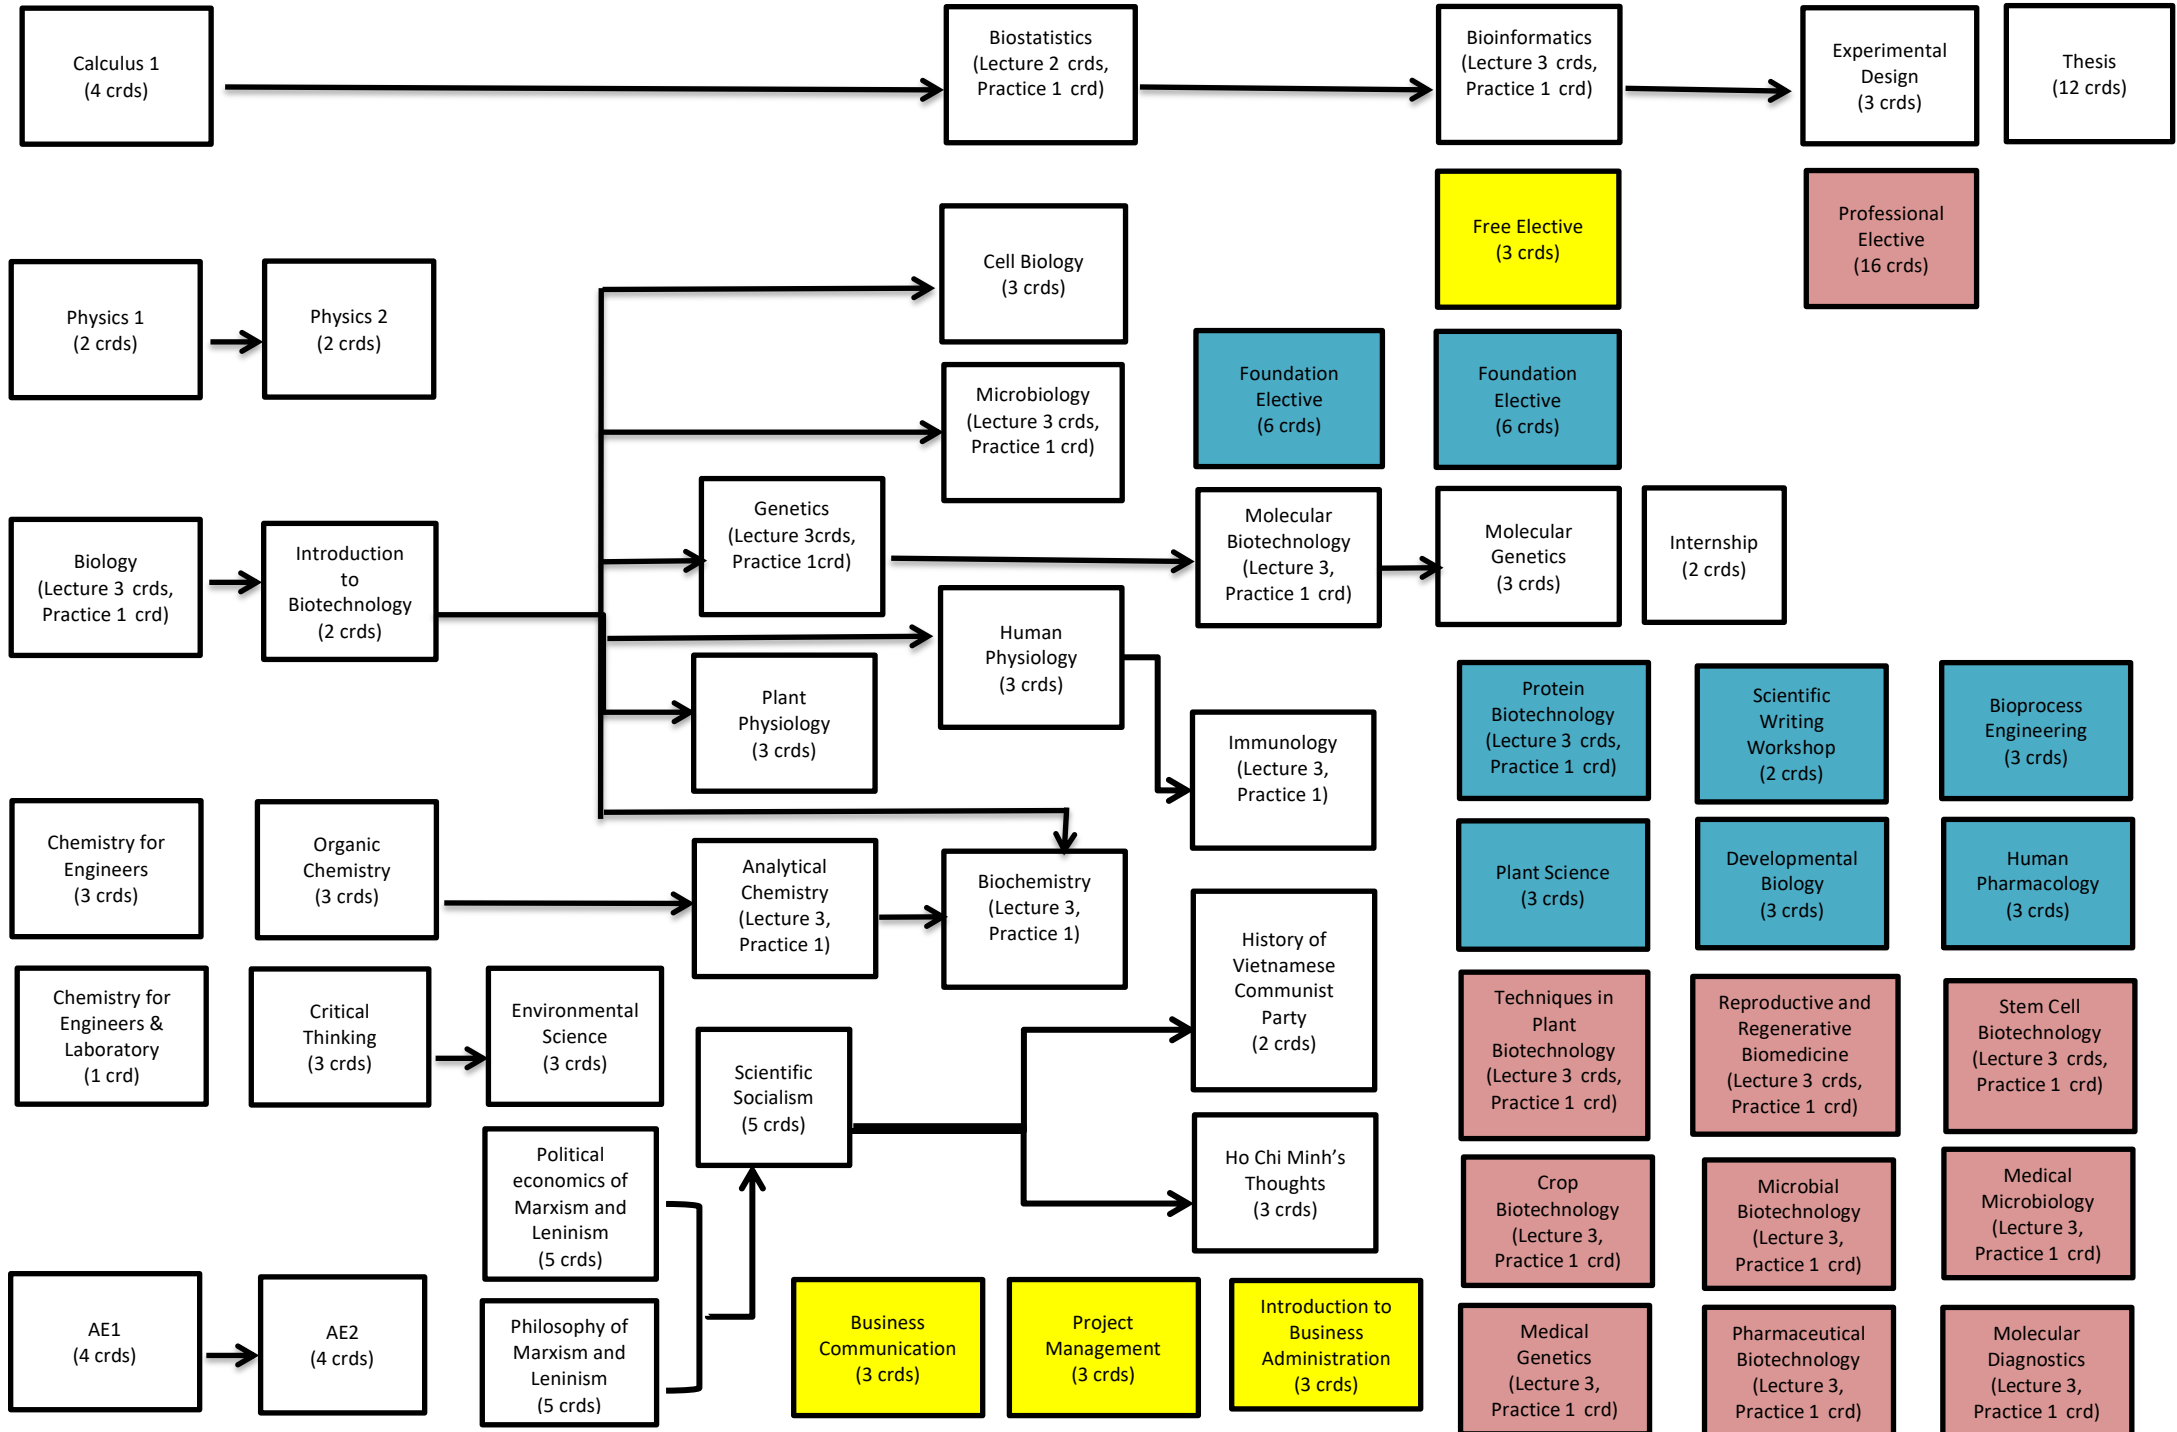 Calculus 1
(4 crds)
Biostatistics
(Lecture 2 crds,
Practice 1 crd)
Bioinformatics
(Lecture 3 crds,
Practice 1 crd)
Experimental
Design
(3 crds)
Thesis
(12 crds)
Free Elective
(3 crds)
Professional
Elective
(16 crds)
Cell Biology
(3 crds)
Physics 1
(2 crds)
Physics 2
(2 crds)
Foundation
Elective
(6 crds)
Foundation
Elective
(6 crds)
Microbiology
(Lecture 3 crds,
Practice 1 crd)
Genetics
(Lecture 3crds,
Practice 1crd)
Molecular
Biotechnology
(Lecture 3,
Practice 1 crd)
Molecular
Genetics
(3 crds)
Internship
(2 crds)
Biology
(Lecture 3 crds,
Practice 1 crd)
Introduction
to
Biotechnology
(2 crds)
Human
Physiology
(3 crds)
Plant
Physiology
(3 crds)
Immunology
(Lecture 3,
Practice 1)
Protein
Biotechnology
(Lecture 3 crds,
Practice 1 crd)
Scientific
Writing
Workshop
(2 crds)
Bioprocess
Engineering
(3 crds)
Chemistry for
Engineers
(3 crds)
Organic
Chemistry
(3 crds)
Analytical
Chemistry
(Lecture 3,
Practice 1)
Biochemistry
(Lecture 3,
Practice 1)
Plant Science
(3 crds)
Developmental
Biology
(3 crds)
Human
Pharmacology
(3 crds)
History of
Vietnamese
Communist
Party
(2 crds)
Chemistry for
Engineers &
Laboratory
(1 crd)
Critical
Thinking
(3 crds)
Environmental
Science
(3 crds)
Scientific
Socialism
(5 crds)
Techniques in
Plant
Biotechnology
(Lecture 3 crds,
Practice 1 crd)
Reproductive and
Regenerative
Biomedicine
(Lecture 3 crds,
Practice 1 crd)
Stem Cell
Biotechnology
(Lecture 3 crds,
Practice 1 crd)
Political
economics of
Marxism and
Leninism
(5 crds)
Ho Chi Minh's
Thoughts
(3 crds)
Crop
Biotechnology
(Lecture 3,
Practice 1 crd)
Microbial
Biotechnology
(Lecture 3,
Practice 1 crd)
Medical
Microbiology
(Lecture 3,
Practice 1 crd)
AE1
(4 crds)
AE2
(4 crds)
Philosophy of
Marxism and
Leninism
(5 crds)
Business
Communication
(3 crds)
Project
Management
(3 crds)
Introduction to
Business
Administration
(3 crds)
Medical
Genetics
(Lecture 3,
Practice 1 crd)
Pharmaceutical
Biotechnology
(Lecture 3,
Practice 1 crd)
Molecular
Diagnostics
(Lecture 3,
Practice 1 crd)